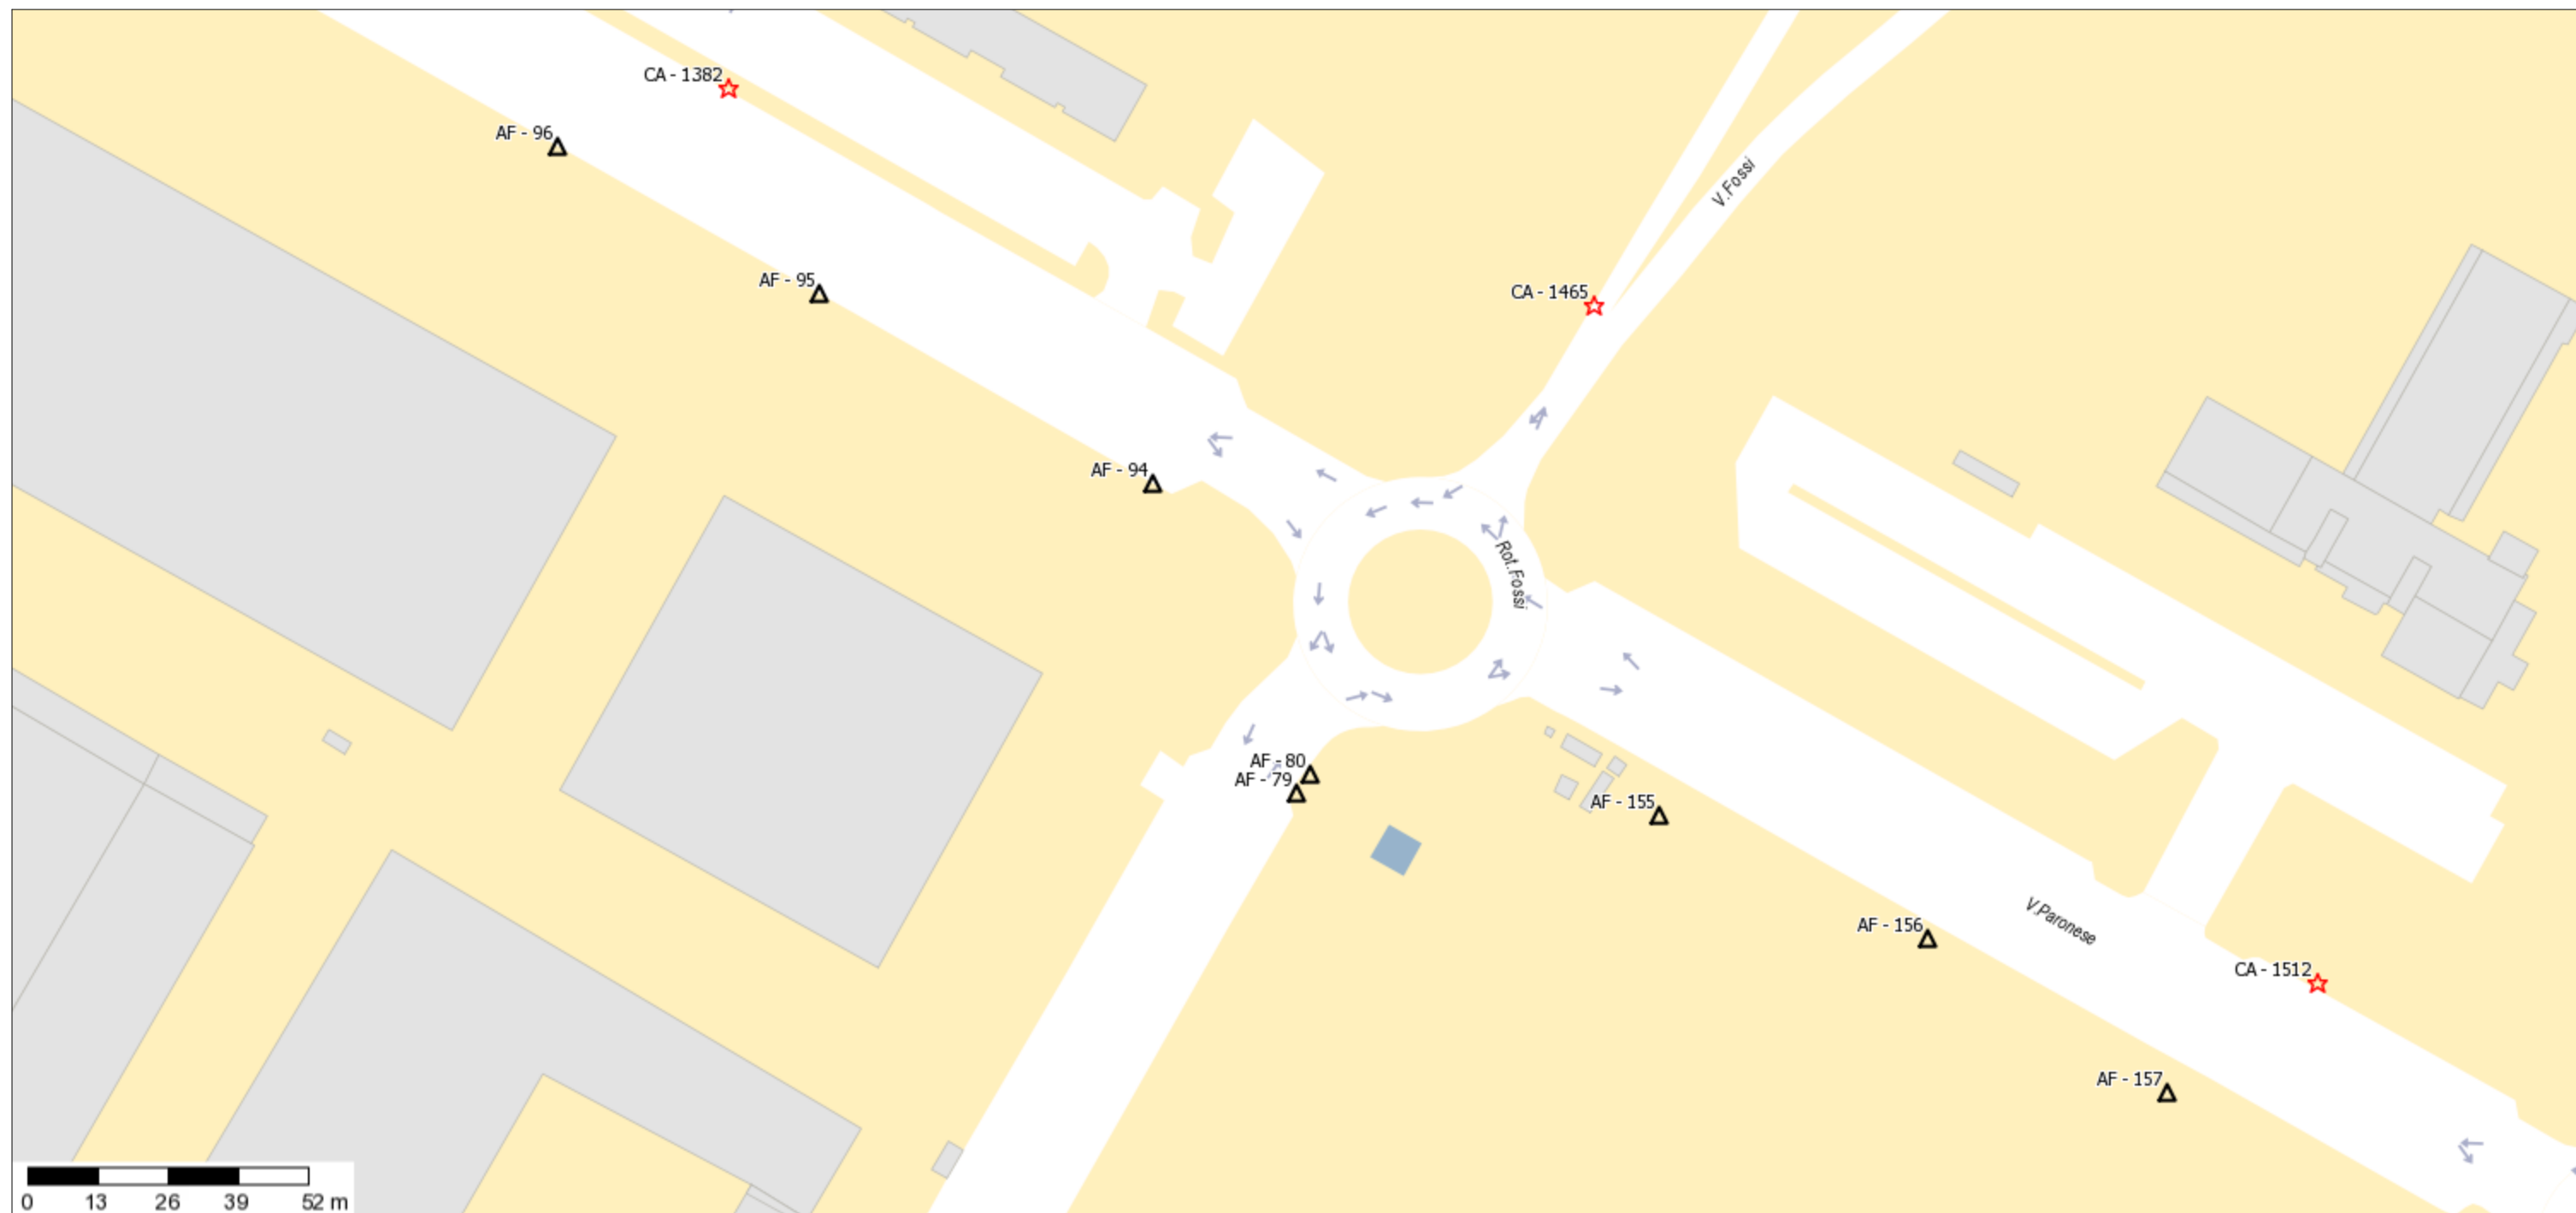 CA - 1382
AF - 96
V.Fossi
AF - 95
CA - 1465
AF - 94
Rot.Fossi
AF - 80
AF - 79
AF - 155
AF - 156
V.Paronese
CA - 1512
AF - 157
0 13 26 39 52 m